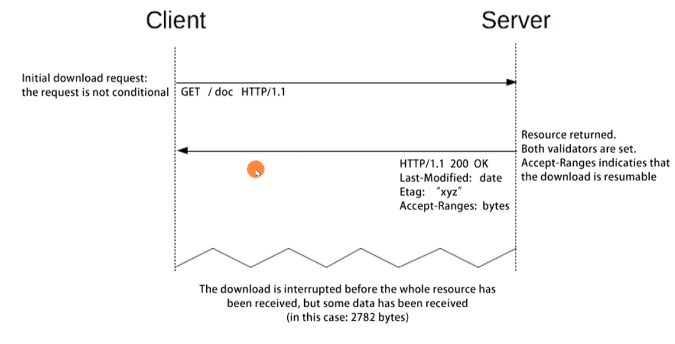 Client
Server
Initial download request:
the request is not conditional
GET / doc HTTP/1.1
Resource returned.
Both validators are set.
Accept-Ranges indicaties that
the download is resumable
HTTP/1.1 200 OK
Last-Modified: date
Etag: "xyz"
Accept-Ranges: bytes
The download is interrupted before the whole resource has
been received, but some data has been received
(in this case: 2782 bytes)